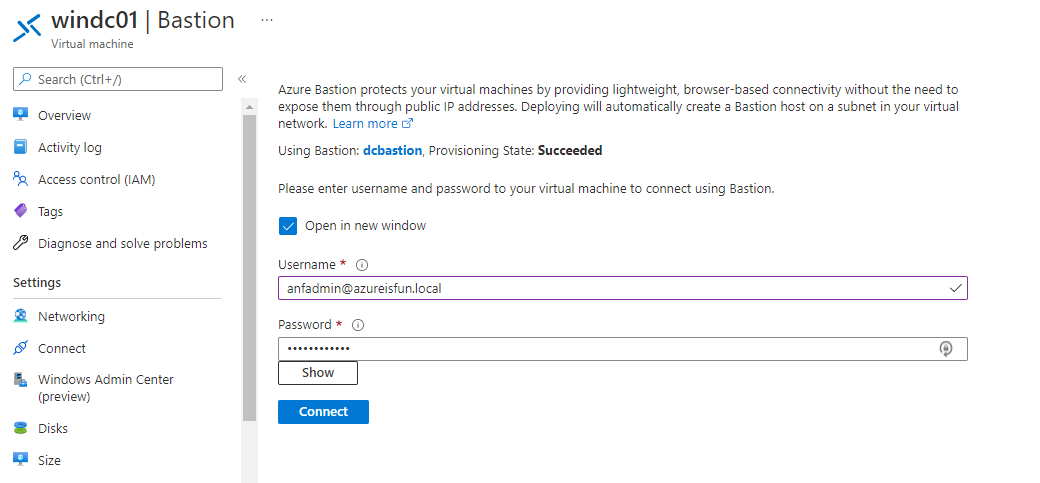 windc01 | Bastion ...
Virtual machine
Search (Ctrl+/)
«
Overview
Activity log
Access control (IAM)
Tags
Diagnose and solve problems
Settings
Networking
Connect
Windows Admin Center
(preview)
Disks
Size
Azure Bastion protects your virtual machines by providing lightweight, browser-based connectivity without the need to
expose them through public IP addresses. Deploying will automatically create a Bastion host on a subnet in your virtual
network. Learn more
Using Bastion: dcbastion, Provisioning State: Succeeded
Please enter username and password to your virtual machine to connect using Bastion.
Open in new window
Username *
anfadmin@azureisfun.local
Password *
••••••••••••
Show
Connect